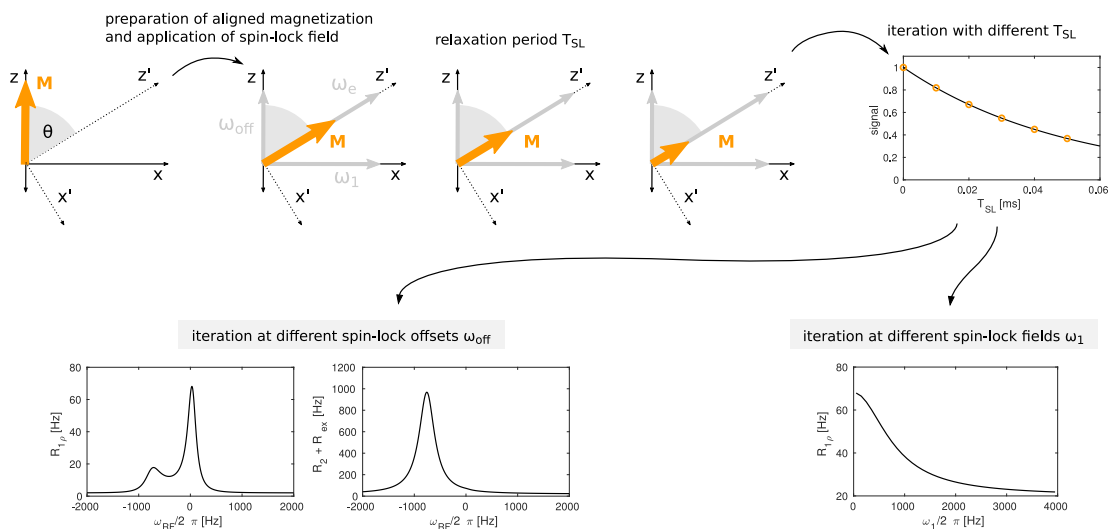 preparation of aligned magnetization
and application of spin-lock field
relaxation period T_SL
iteration with different T_SL
z
M
z'
θ
x
x'
z
ω_e
z'
ω_off
M
x
ω_1
x'
z
z'
M
x
x'
z
z'
M
x
x'
signal
1
0.8
0.6
0.4
0.2
0
0
0.02
0.04
0.06
T_SL [ms]
iteration at different spin-lock offsets ω_off
iteration at different spin-lock fields ω_1
R_1ρ [Hz]
80
60
40
20
0
-2000
-1000
0
1000
2000
ω_RF/2 π [Hz]
R_2 + R_ex [Hz]
1200
1000
800
600
400
200
0
-2000
-1000
0
1000
2000
ω_RF/2 π [Hz]
R_1ρ [Hz]
80
60
40
20
0
1000
2000
3000
4000
ω_1/2 π [Hz]